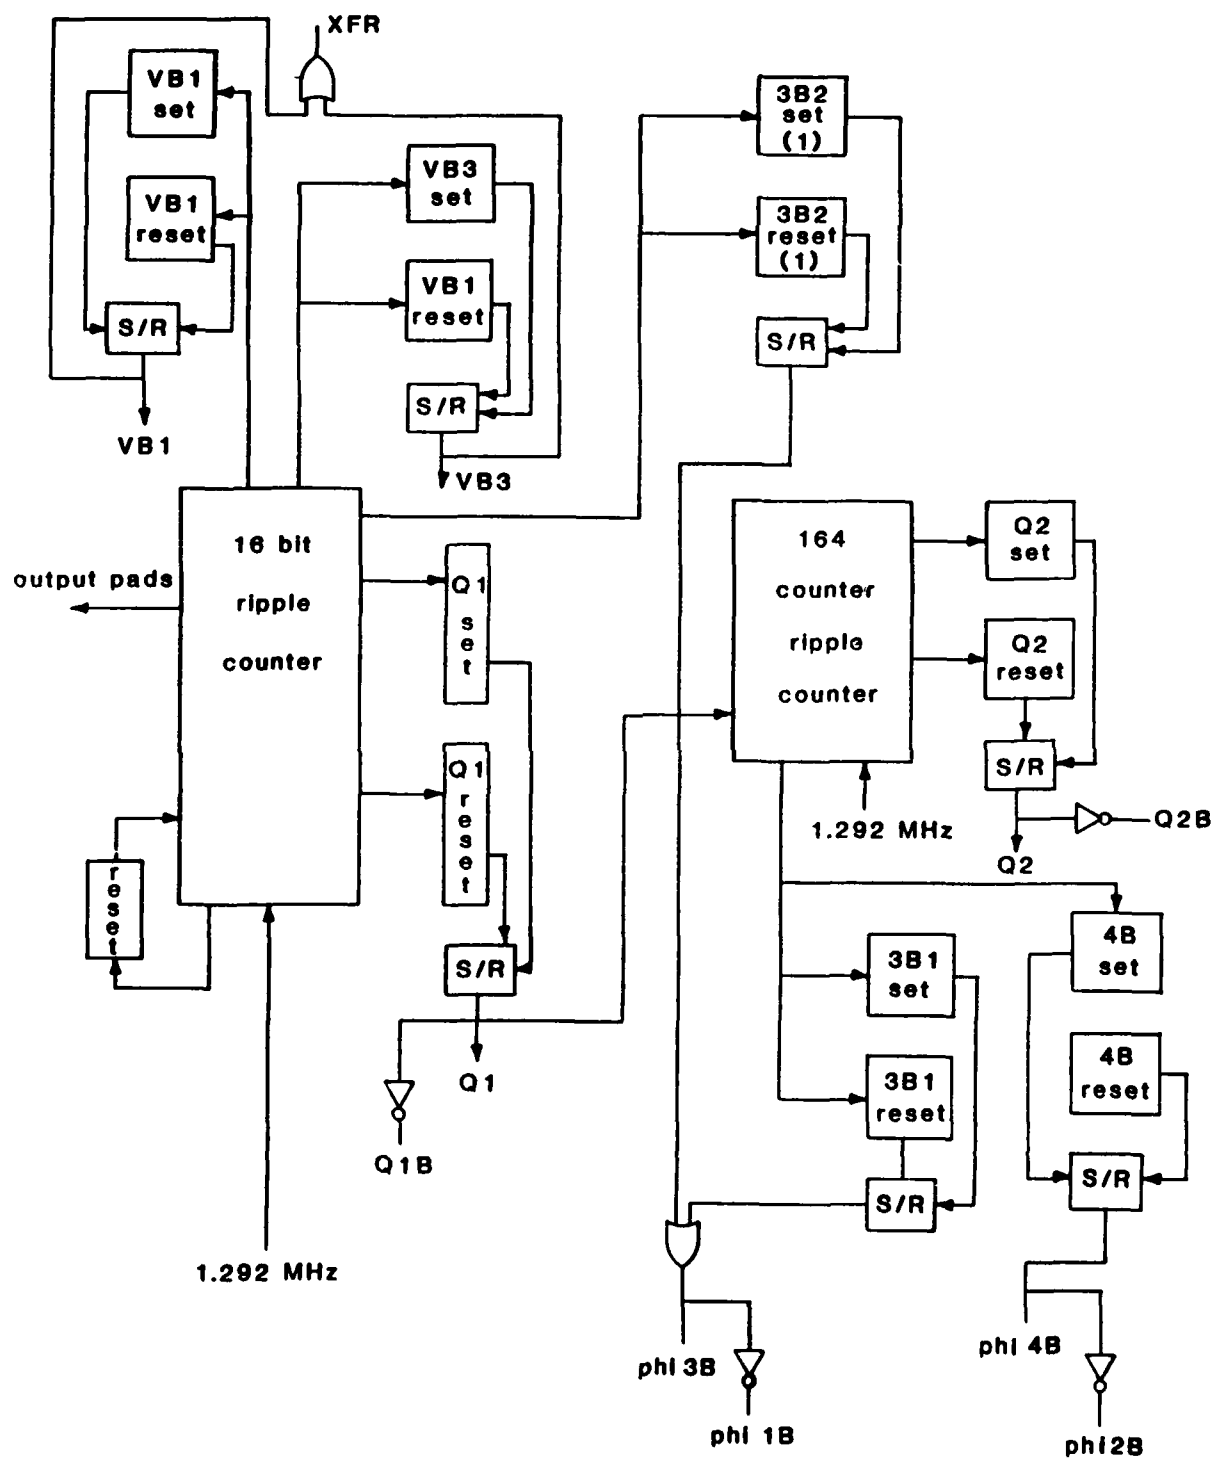 XFR
VB1
set
VB1
reset
S/R
VB1
VB3
set
VB1
reset
S/R
VB3
3B2
set
(1)
3B2
reset
(1)
S/R
16 bit
ripple
counter
output pads
reset
1.292 MHz
Q1
set
Q1
reset
S/R
Q1
Q1B
164
counter
ripple
counter
1.292 MHz
Q2
set
Q2
reset
S/R
Q2B
Q2
4B
set
4B
reset
S/R
3B1
set
3B1
reset
S/R
phi 3B
phi 1B
phi 4B
phi 2B